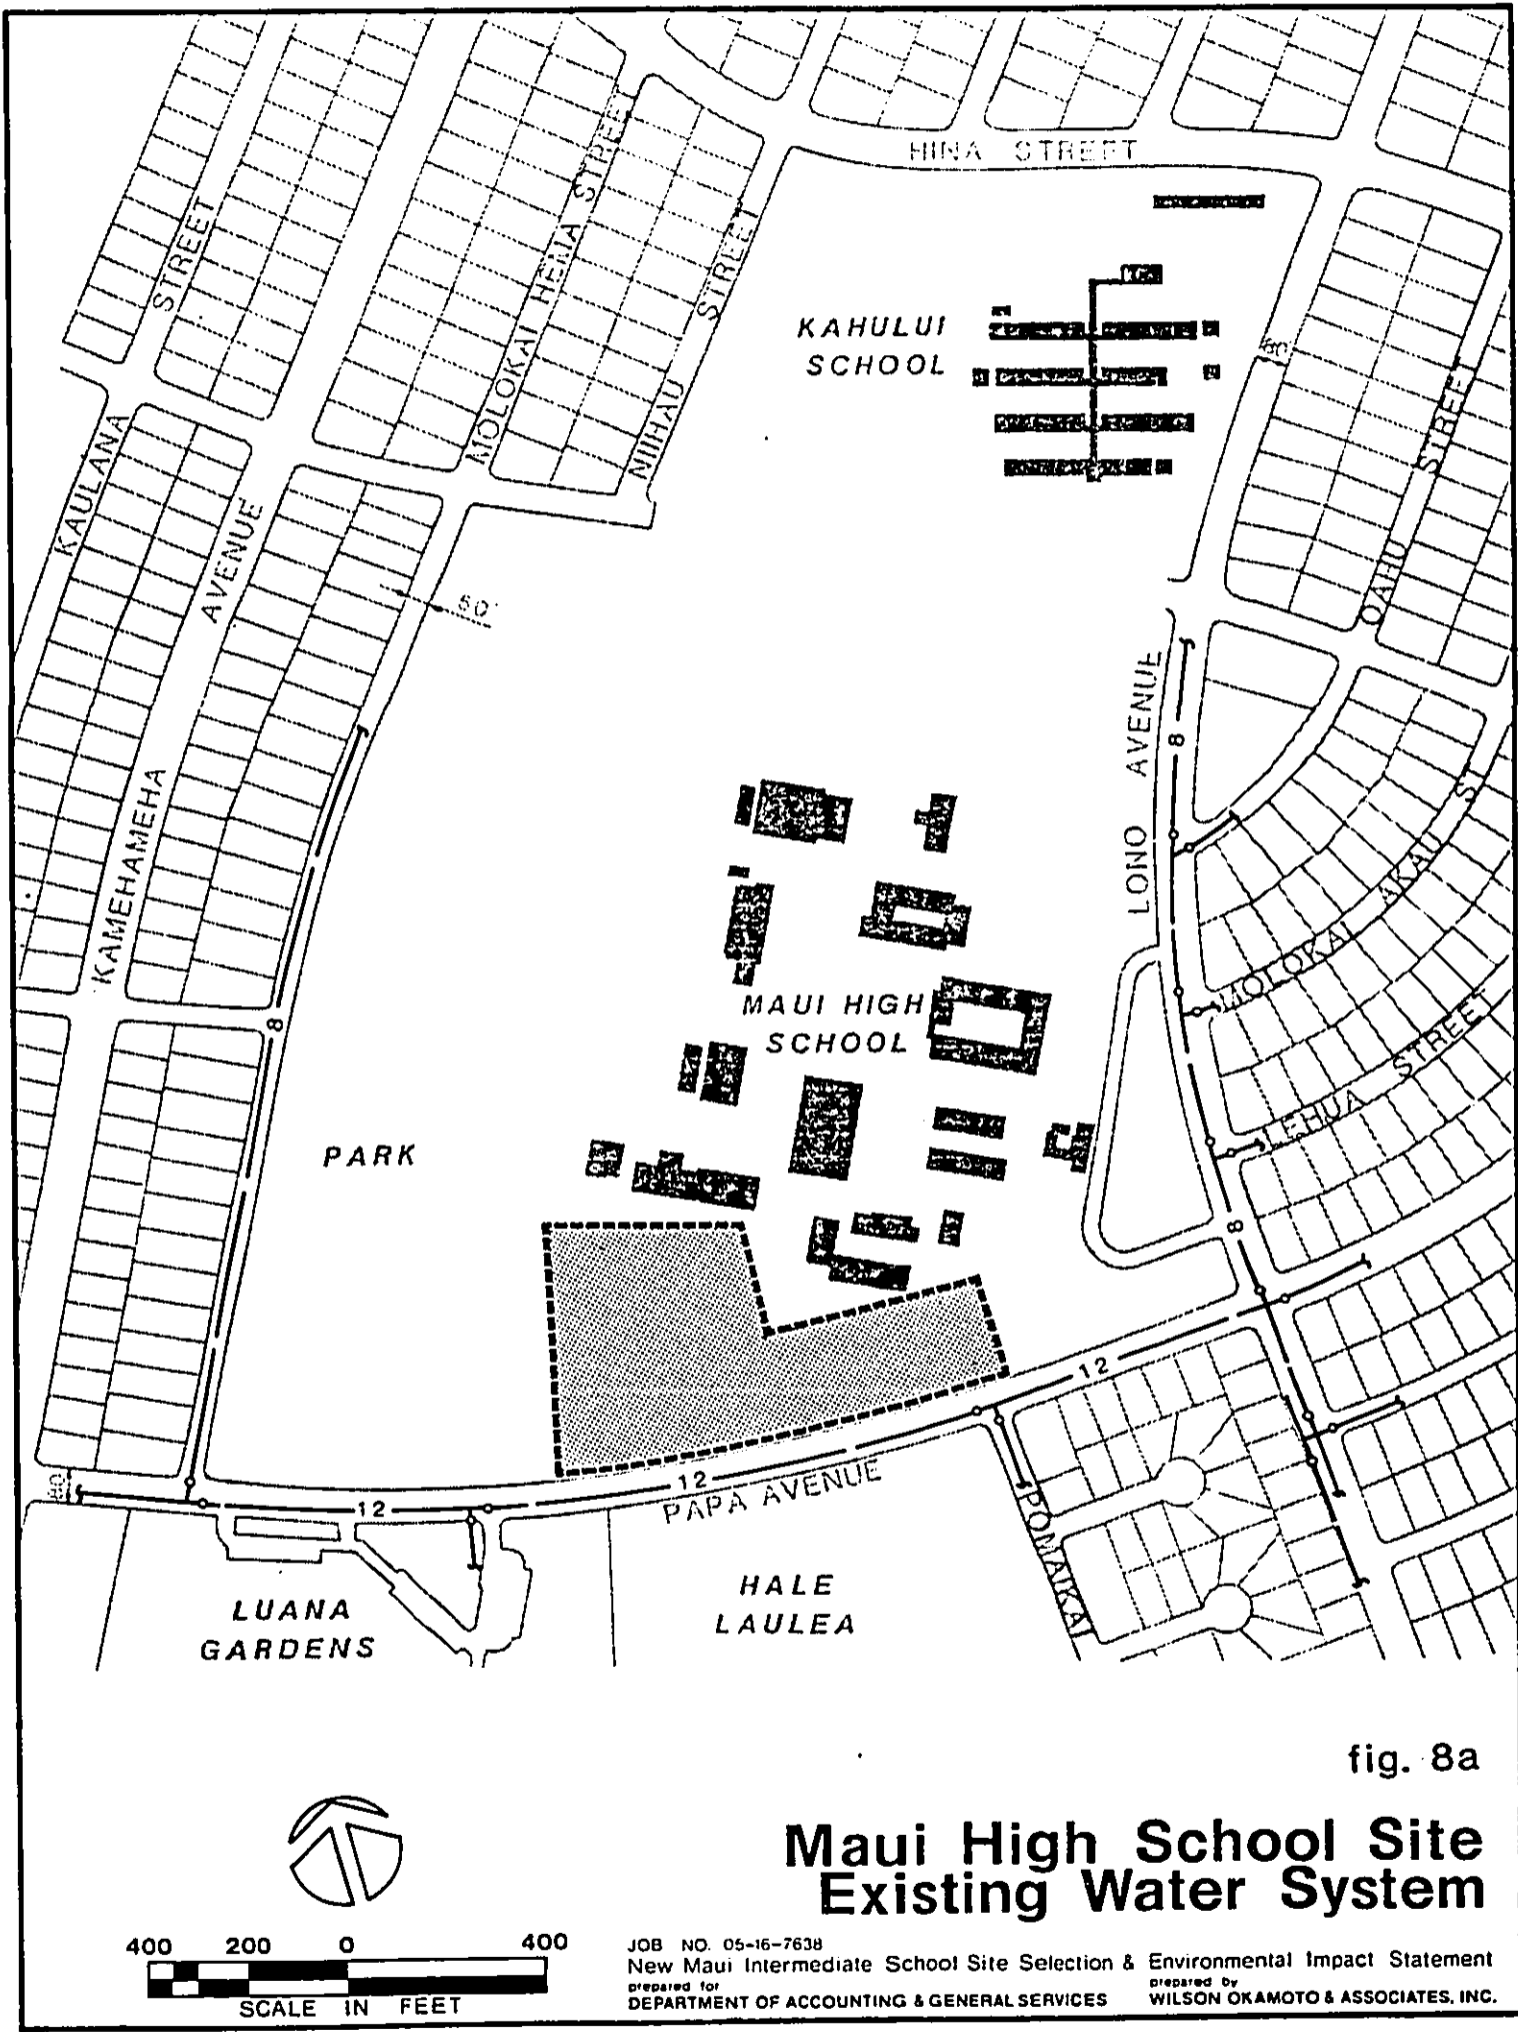 HINA STREET
STREET
MOLOKAI HEMA STREET
NIIHAU STREET
KAHULUI
SCHOOL
KAULANA
AVENUE
50'
OAHU STREET
LONO AVENUE
8
KAMEHAMEHA
MOLOKAI AKAU ST
MAUI HIGH
SCHOOL
8
LEHUA STREET
PARK
8
12
12
12
PAPA AVENUE
POMAIKAI
HALE
LAULEA
LUANA
GARDENS
fig. 8a
Maui High School Site
Existing Water System
400 200 0 400
SCALE IN FEET
JOB NO. 05-16-7638
New Maui Intermediate School Site Selection & Environmental Impact Statement
prepared for
DEPARTMENT OF ACCOUNTING & GENERAL SERVICES
prepared by
WILSON OKAMOTO & ASSOCIATES, INC.